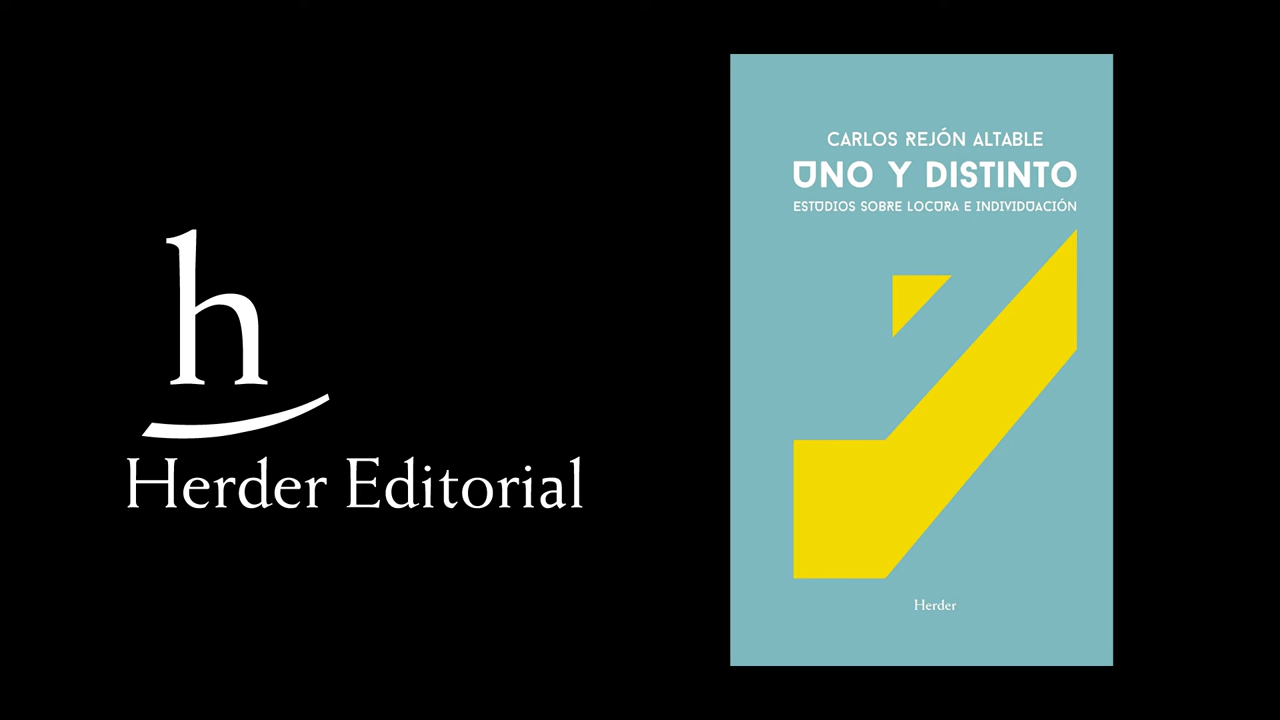 h
Herder Editorial
CARLOS REJÓN ALTABLE
UNO Y DISTINTO
ESTUDIOS SOBRE LOCURA E INDIVIDUACIÓN
Herder